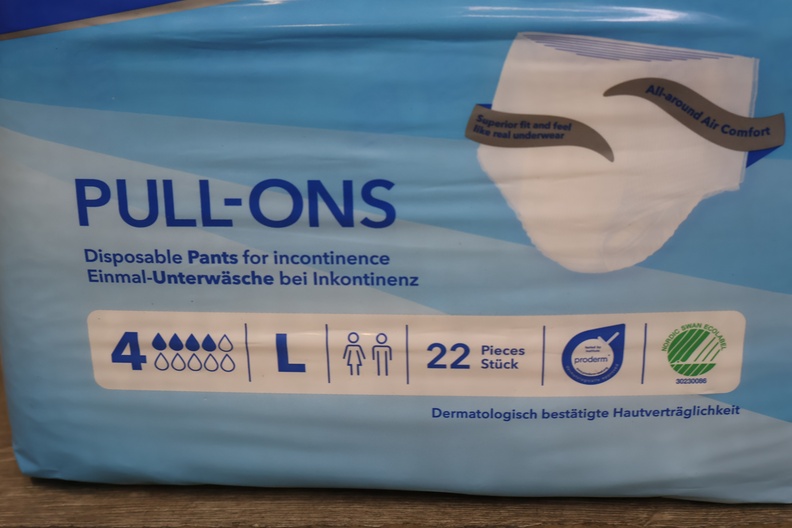 Superior fit and feel
like real underwear
All-around Air Comfort
PULL-ONS
Disposable Pants for incontinence
Einmal-Unterwäsche bei Inkontinenz
4
L
22 Pieces
Stück
proderm
NORDIC SWAN ECOLABEL
30230086
Dermatologisch bestätigte Hautverträglichkeit